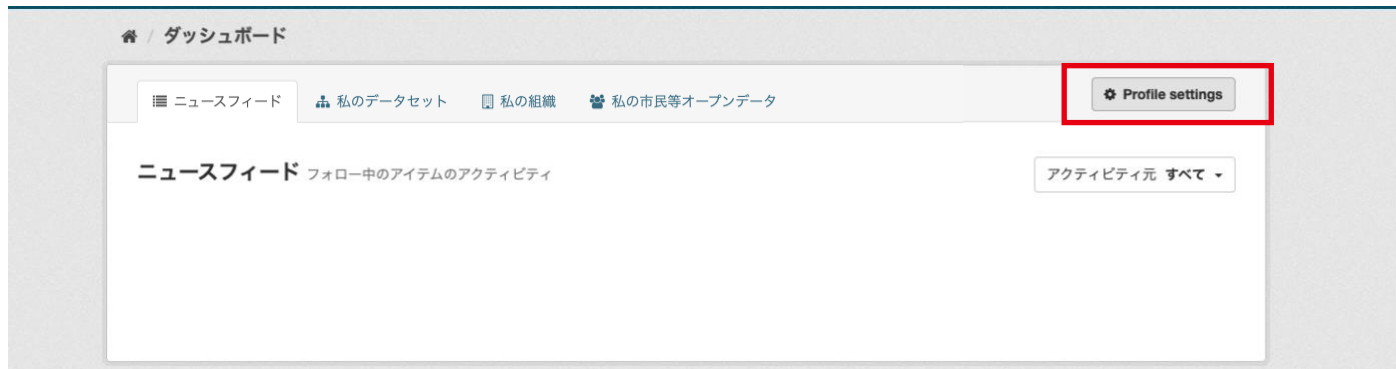 / ダッシュボード
ニュースフィード 私のデータセット 私の組織 私の市民等オープンデータ Profile settings
ニュースフィード フォロー中のアイテムのアクティビティ アクティビティ元 すべて